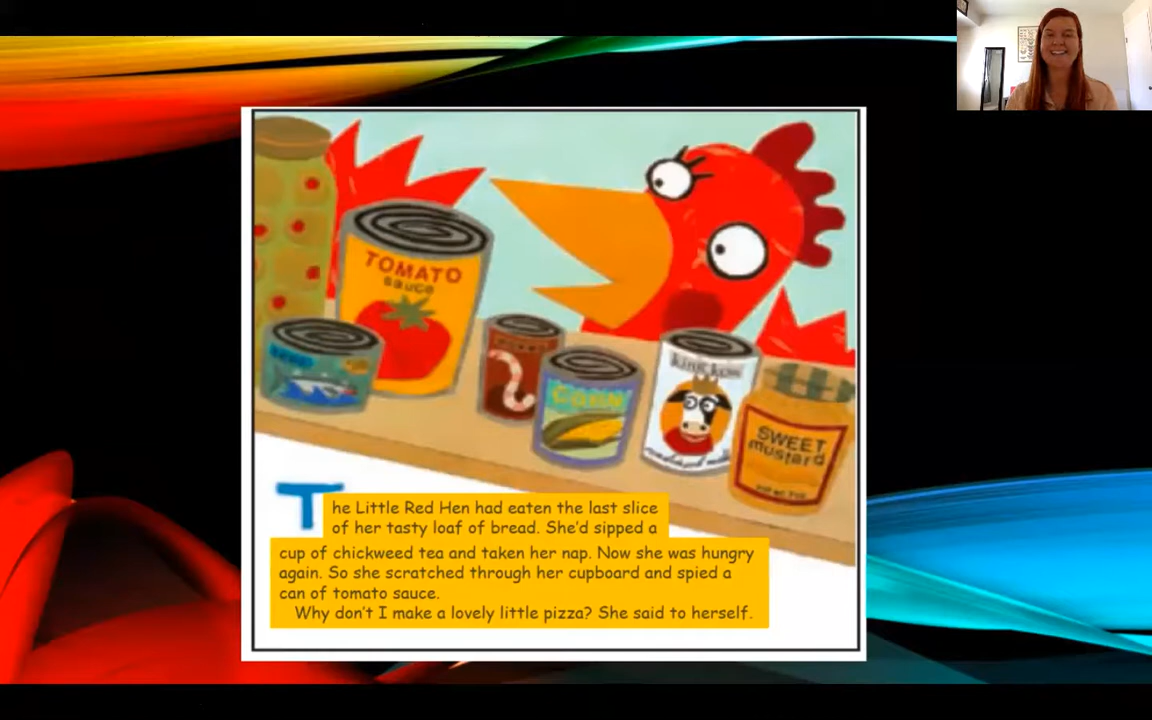 TOMATO
sauce
CORN
SWEET
mustard
The Little Red Hen had eaten the last slice
of her tasty loaf of bread. She'd sipped a
cup of chickweed tea and taken her nap. Now she was hungry
again. So she scratched through her cupboard and spied a
can of tomato sauce.
Why don't I make a lovely little pizza? She said to herself.